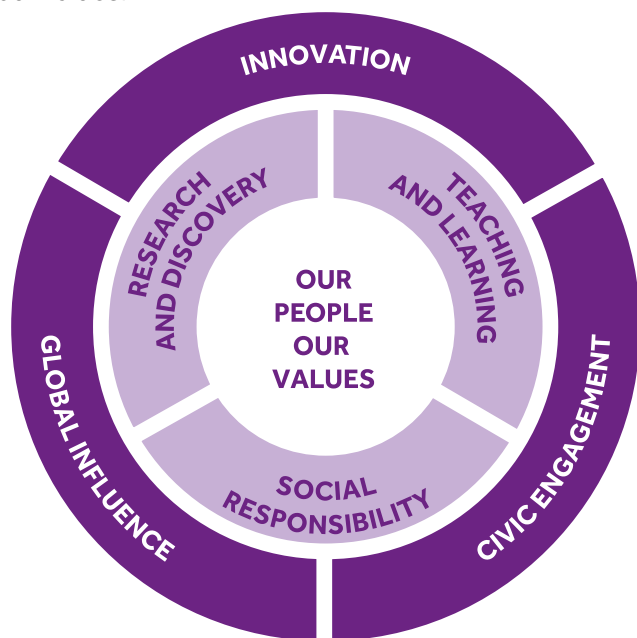 INNOVATION
RESEARCH
AND DISCOVERY
TEACHING
AND LEARNING
OUR
PEOPLE
OUR
VALUES
SOCIAL
RESPONSIBILITY
GLOBAL INFLUENCE
CIVIC ENGAGEMENT